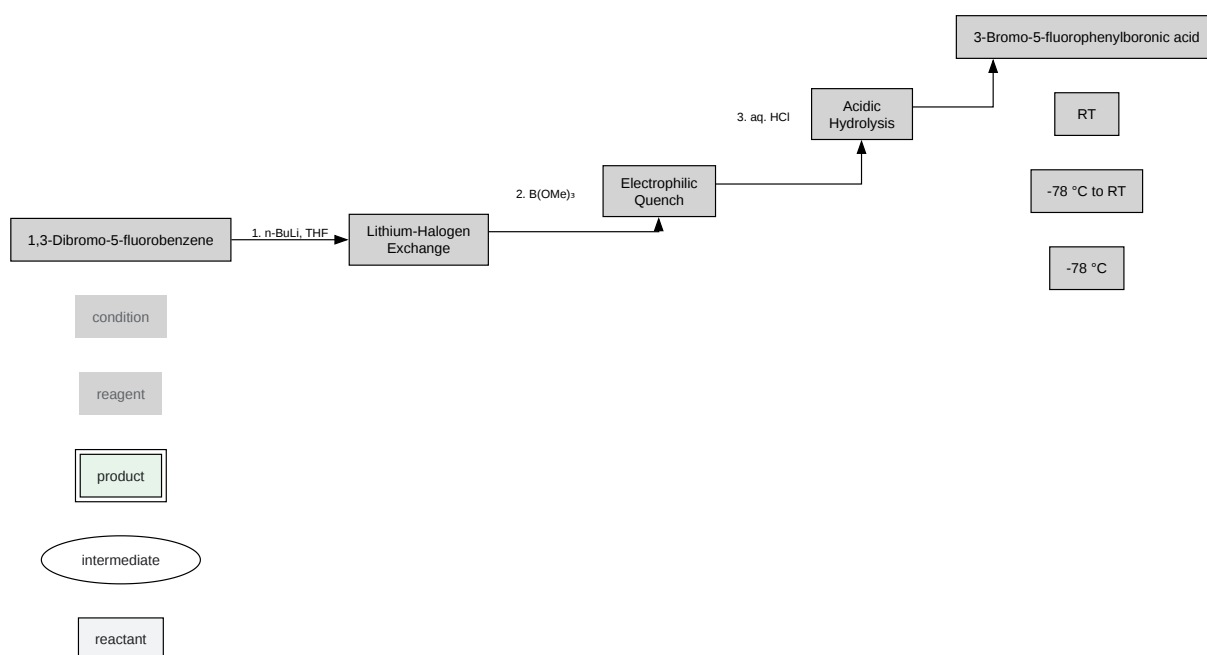 3-Bromo-5-fluorophenylboronic acid
3. aq. HCl
Acidic
Hydrolysis
RT
2. B(OMe)₃
Electrophilic
Quench
-78 °C to RT
1,3-Dibromo-5-fluorobenzene
1. n-BuLi, THF
Lithium-Halogen
Exchange
-78 °C
condition
reagent
product
intermediate
reactant